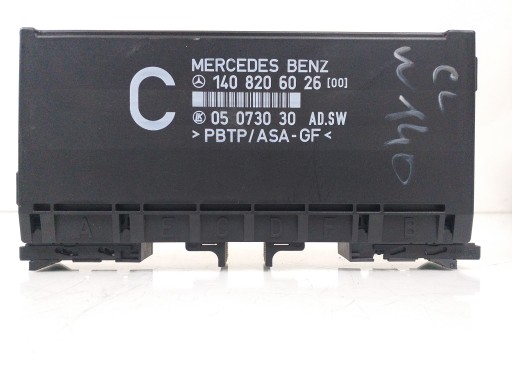 C
MERCEDES BENZ
140 820 60 26 [00]
05 0730 30 AD.SW
>PBTP/ASA-GF<
CL
W140
A E C D F B